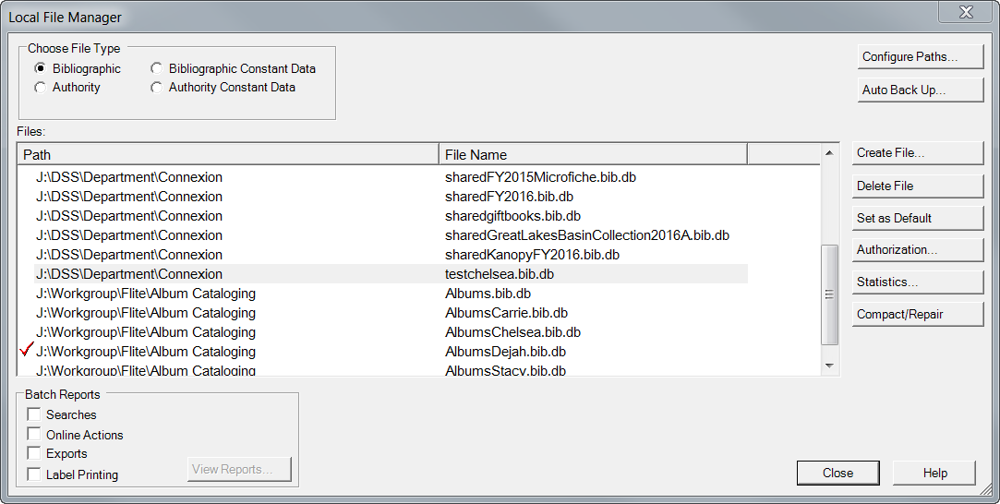 Local File Manager
Choose File Type
Bibliographic Bibliographic Constant Data
Authority Authority Constant Data
Configure Paths...
Auto Back Up...
Files:
Path File Name
J:\DSS\Department\Connexion sharedFY2015Microfiche.bib.db
J:\DSS\Department\Connexion sharedFY2016.bib.db
J:\DSS\Department\Connexion sharedgiftbooks.bib.db
J:\DSS\Department\Connexion sharedGreatLakesBasinCollection2016A.bib.db
J:\DSS\Department\Connexion sharedKanopyFY2016.bib.db
J:\DSS\Department\Connexion testchelsea.bib.db
J:\Workgroup\Flite\Album Cataloging Albums.bib.db
J:\Workgroup\Flite\Album Cataloging AlbumsCarrie.bib.db
J:\Workgroup\Flite\Album Cataloging AlbumsChelsea.bib.db
J:\Workgroup\Flite\Album Cataloging AlbumsDejah.bib.db
J:\Workgroup\Flite\Album Cataloging AlbumsStacy.bib.db
Create File...
Delete File
Set as Default
Authorization...
Statistics...
Compact/Repair
Batch Reports
Searches
Online Actions
Exports
Label Printing
View Reports...
Close
Help